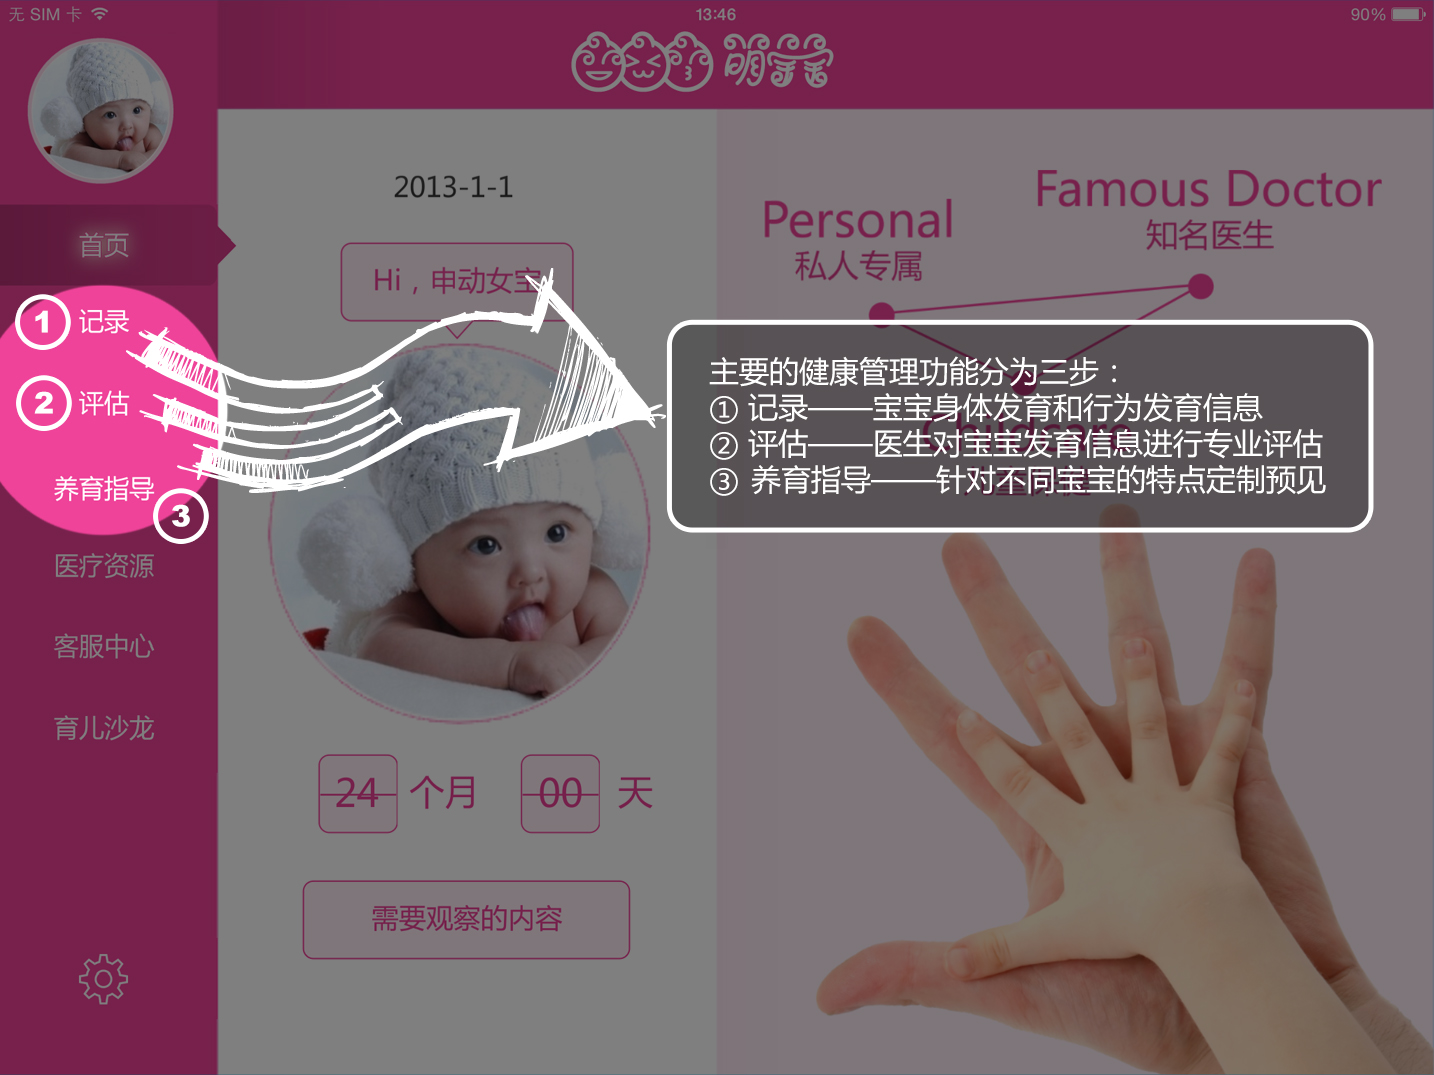 无 SIM 卡
13:46
90%
萌宝宝
首页
1 记录
2 评估
养育指导
3
医疗资源
客服中心
育儿沙龙
2013-1-1
Hi，申动女宝
24 个月 00 天
需要观察的内容
Personal
私人专属
Famous Doctor
知名医生
主要的健康管理功能分为三步：
① 记录——宝宝身体发育和行为发育信息
② 评估——医生对宝宝发育信息进行专业评估
③ 养育指导——针对不同宝宝的特点定制预见
Childcare
儿童保健